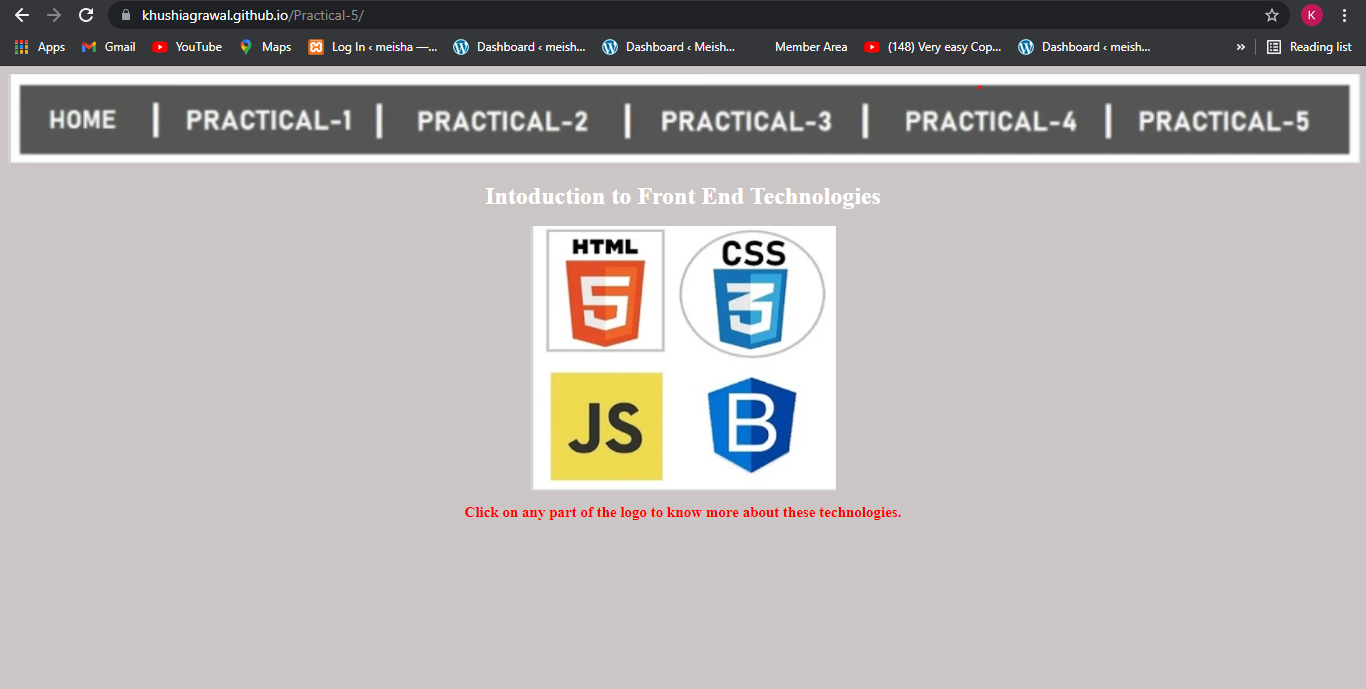 khushiagrawal.github.io/Practical-5/
K
Apps Gmail YouTube Maps Log In ‹ meisha —... Dashboard ‹ meish... Dashboard ‹ Meish... Member Area (148) Very easy Cop... Dashboard ‹ meish... » Reading list
HOME | PRACTICAL-1 | PRACTICAL-2 | PRACTICAL-3 | PRACTICAL-4 | PRACTICAL-5
Intoduction to Front End Technologies
HTML CSS
5 3
JS B
Click on any part of the logo to know more about these technologies.